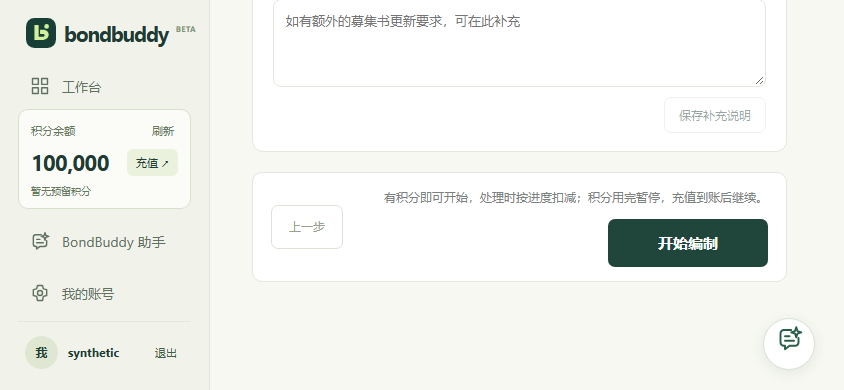 bondbuddy BETA
工作台
积分余额 刷新
100,000 充值 ↗
暂无预留积分
BondBuddy 助手
我的账号
我 synthetic 退出
如有额外的募集书更新要求，可在此补充
保存补充说明
有积分即可开始，处理时按进度扣减；积分用完暂停，充值到账后继续。
上一步
开始编制